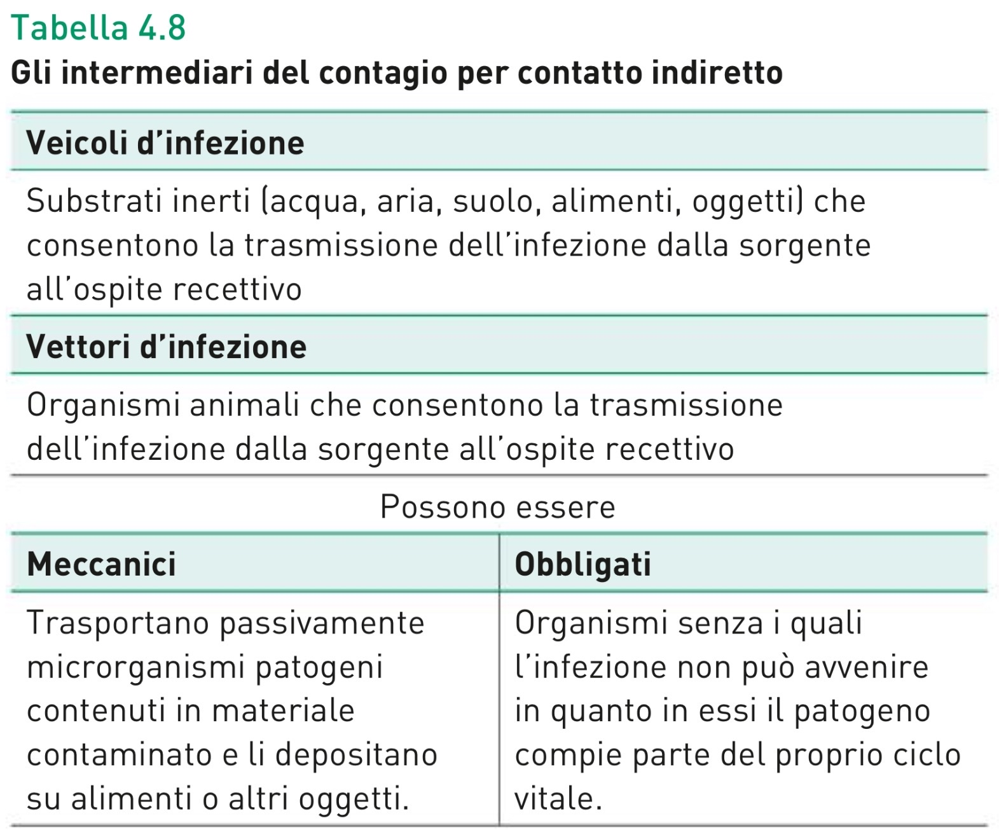 Tabella 4.8
Gli intermediari del contagio per contatto indiretto
Veicoli d’infezione
Substrati inerti (acqua, aria, suolo, alimenti, oggetti) che
consentono la trasmissione dell’infezione dalla sorgente
all’ospite recettivo
Vettori d’infezione
Organismi animali che consentono la trasmissione
dell’infezione dalla sorgente all’ospite recettivo
Possono essere
Meccanici
Trasportano passivamente
microrganismi patogeni
contenuti in materiale
contaminato e li depositano
su alimenti o altri oggetti.
Obbligati
Organismi senza i quali
l’infezione non può avvenire
in quanto in essi il patogeno
compie parte del proprio ciclo
vitale.